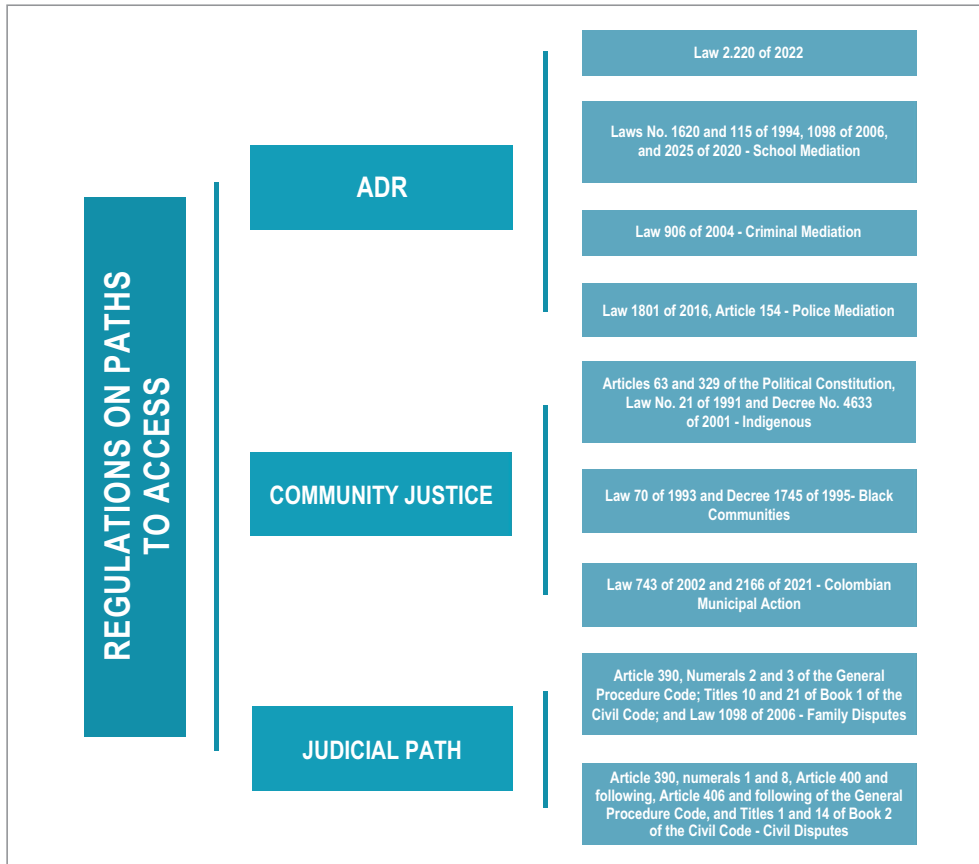 REGULATIONS ON PATHS
TO ACCESS
ADR
Law 2.220 of 2022
Laws No. 1620 and 115 of 1994, 1098 of 2006,
and 2025 of 2020 - School Mediation
Law 906 of 2004 - Criminal Mediation
Law 1801 of 2016, Article 154 - Police Mediation
COMMUNITY JUSTICE
Articles 63 and 329 of the Political Constitution,
Law No. 21 of 1991 and Decree No. 4633
of 2001 - Indigenous
Law 70 of 1993 and Decree 1745 of 1995- Black
Communities
Law 743 of 2002 and 2166 of 2021 - Colombian
Municipal Action
JUDICIAL PATH
Article 390, Numerals 2 and 3 of the General
Procedure Code; Titles 10 and 21 of Book 1 of the
Civil Code; and Law 1098 of 2006 - Family Disputes
Article 390, numerals 1 and 8, Article 400 and
following, Article 406 and following of the General
Procedure Code, and Titles 1 and 14 of Book 2
of the Civil Code - Civil Disputes